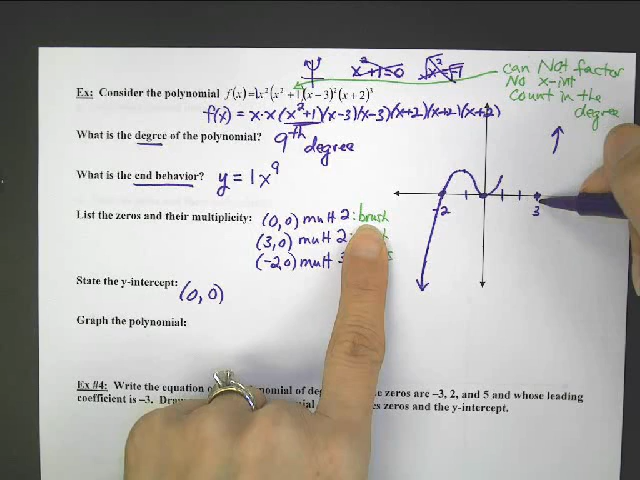 x²+1=0 √x²=√-1
can Not factor
No x-int
Count in the
degree
Ex: Consider the polynomial f(x)=1x²(x²+1)(x−3)²(x+2)³
f(x) = x·x(x²+1)(x-3)(x-3)(x+2)(x+2)(x+2)
What is the degree of the polynomial? 9th degree
What is the end behavior? y = 1x⁹
List the zeros and their multiplicity: (0,0) mult 2: brush
(3,0) mult 2:
(-2,0) mult 3
-2 3
State the y-intercept: (0,0)
Graph the polynomial:
Ex #4: Write the equation of zeros are −3, 2, and 5 and whose leading
coefficient is −3. zeros and the y-intercept.